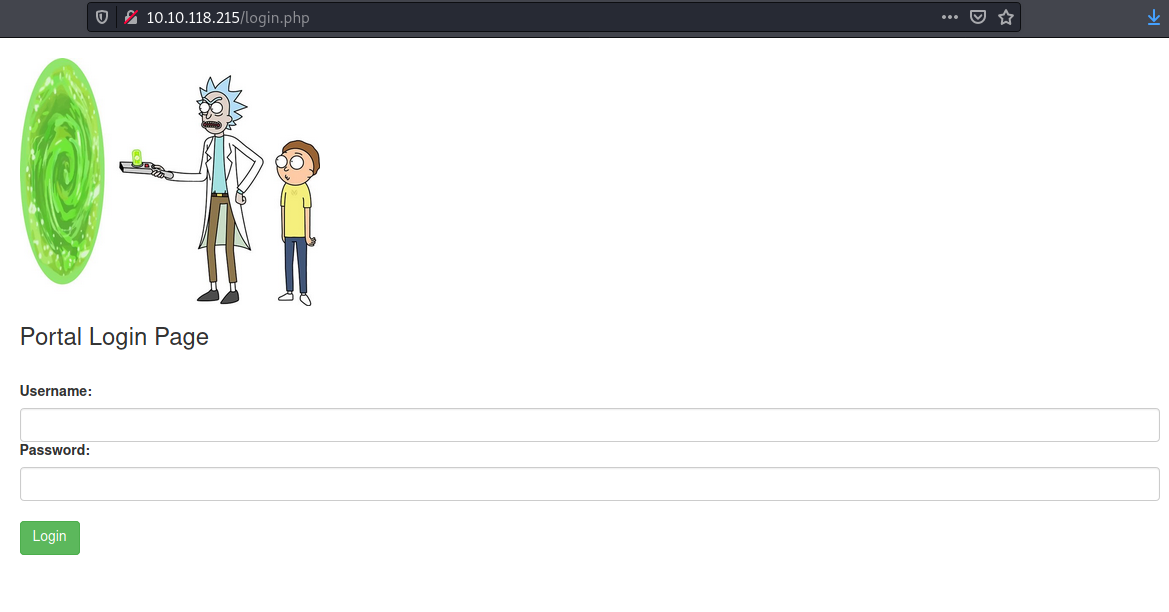 10.10.118.215/login.php
Portal Login Page
Username:
Password:
Login